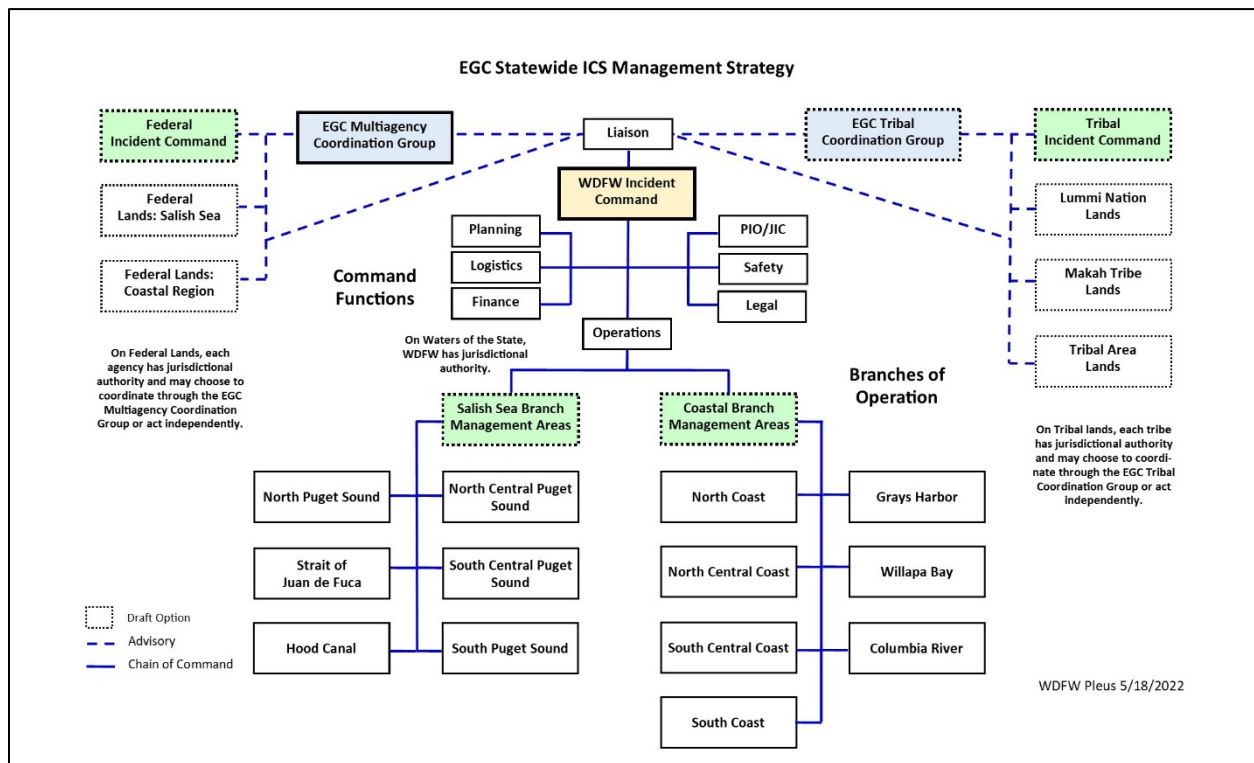 EGC Statewide ICS Management Strategy
Federal
Incident Command
EGC Multiagency
Coordination Group
Liaison
EGC Tribal
Coordination Group
Tribal
Incident Command
WDFW Incident
Command
Federal
Lands: Salish Sea
Lummi Nation
Lands
Planning
PIO/JIC
Federal Lands:
Coastal Region
Command
Functions
Logistics
Safety
Makah Tribe
Lands
Finance
Legal
Operations
On Waters of the State,
WDFW has jurisdictional
authority.
Tribal Area
Lands
On Federal Lands, each
agency has jurisdictional
authority and may choose to
coordinate through the EGC
Multiagency Coordination
Group or act independently.
Branches of
Operation
Salish Sea Branch
Management Areas
Coastal Branch
Management Areas
On Tribal lands, each tribe
has jurisdictional authority
and may choose to coordi-
nate through the EGC Tribal
Coordination Group or act
independently.
North Puget Sound
North Central Puget
Sound
North Coast
Grays Harbor
Strait of
Juan de Fuca
South Central Puget
Sound
North Central Coast
Willapa Bay
Hood Canal
South Puget Sound
South Central Coast
Columbia River
South Coast
Draft Option
Advisory
Chain of Command
WDFW Pleus 5/18/2022